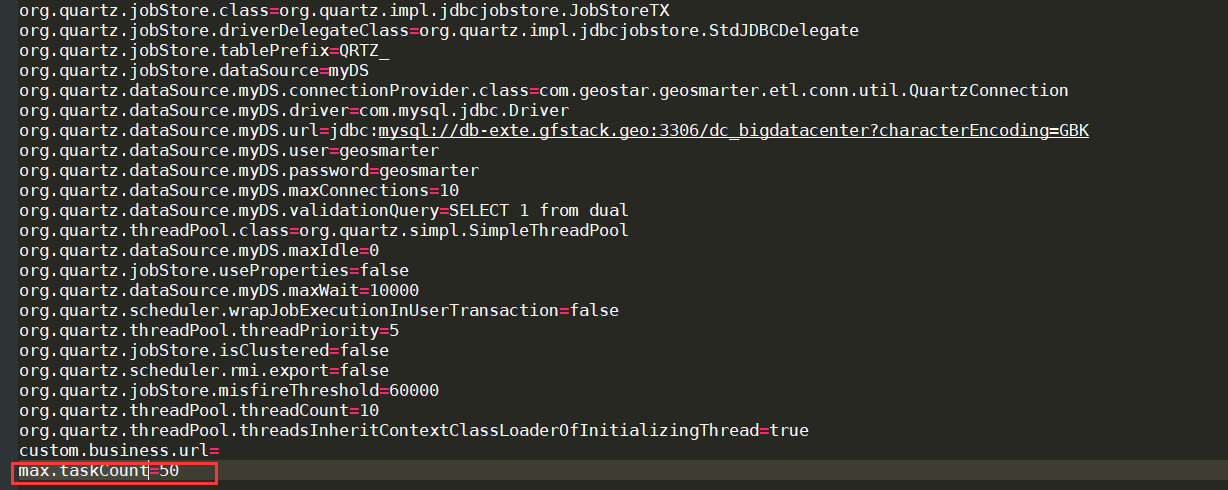 org.quartz.jobStore.class=org.quartz.impl.jdbcjobstore.JobStoreTX
org.quartz.jobStore.driverDelegateClass=org.quartz.impl.jdbcjobstore.StdJDBCDelegate
org.quartz.jobStore.tablePrefix=QRTZ_
org.quartz.jobStore.dataSource=myDS
org.quartz.dataSource.myDS.connectionProvider.class=com.geostar.geosmarter.etl.conn.util.QuartzConnection
org.quartz.dataSource.myDS.driver=com.mysql.jdbc.Driver
org.quartz.dataSource.myDS.url=jdbc:mysql://db-exte.gfstack.geo:3306/dc_bigdatacenter?characterEncoding=GBK
org.quartz.dataSource.myDS.user=geosmarter
org.quartz.dataSource.myDS.password=geosmarter
org.quartz.dataSource.myDS.maxConnections=10
org.quartz.dataSource.myDS.validationQuery=SELECT 1 from dual
org.quartz.threadPool.class=org.quartz.simpl.SimpleThreadPool
org.quartz.dataSource.myDS.maxIdle=0
org.quartz.jobStore.useProperties=false
org.quartz.dataSource.myDS.maxWait=10000
org.quartz.scheduler.wrapJobExecutionInUserTransaction=false
org.quartz.threadPool.threadPriority=5
org.quartz.jobStore.isClustered=false
org.quartz.scheduler.rmi.export=false
org.quartz.jobStore.misfireThreshold=60000
org.quartz.threadPool.threadCount=10
org.quartz.threadPool.threadsInheritContextClassLoaderOfInitializingThread=true
custom.business.url=
max.taskCount=50